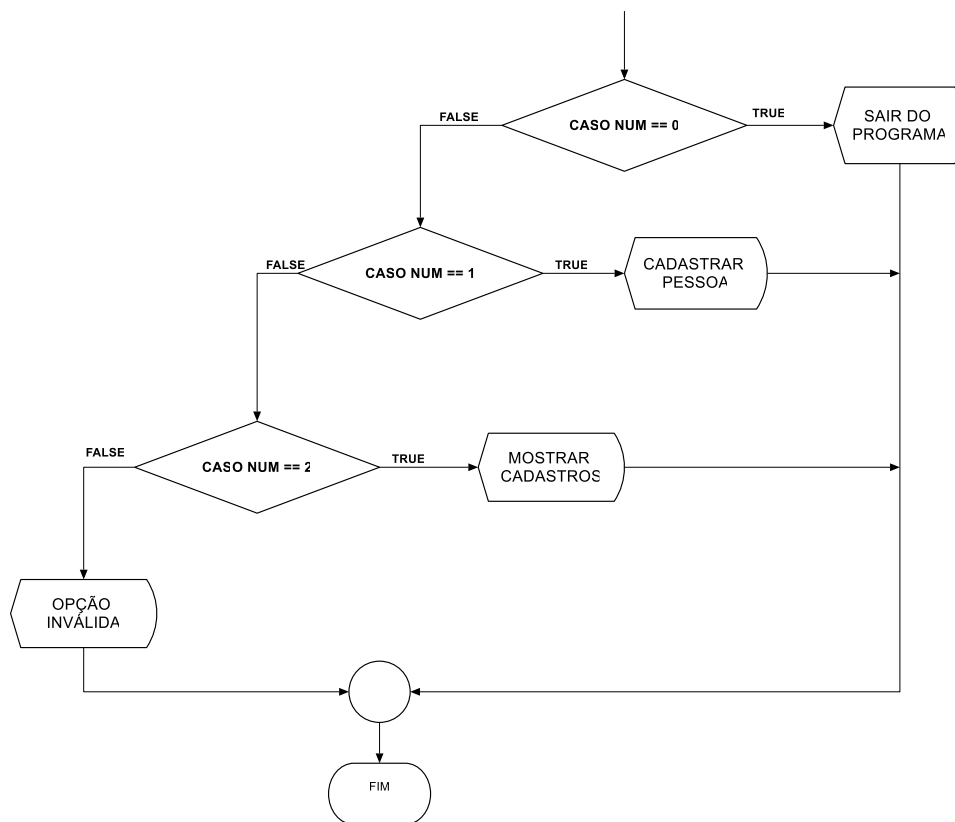 FALSE
CASO NUM == 0
TRUE
SAIR DO
PROGRAMA
FALSE
CASO NUM == 1
TRUE
CADASTRAR
PESSOA
FALSE
CASO NUM == 2
TRUE
MOSTRAR
CADASTROS
OPÇÃO
INVÁLIDA
FIM